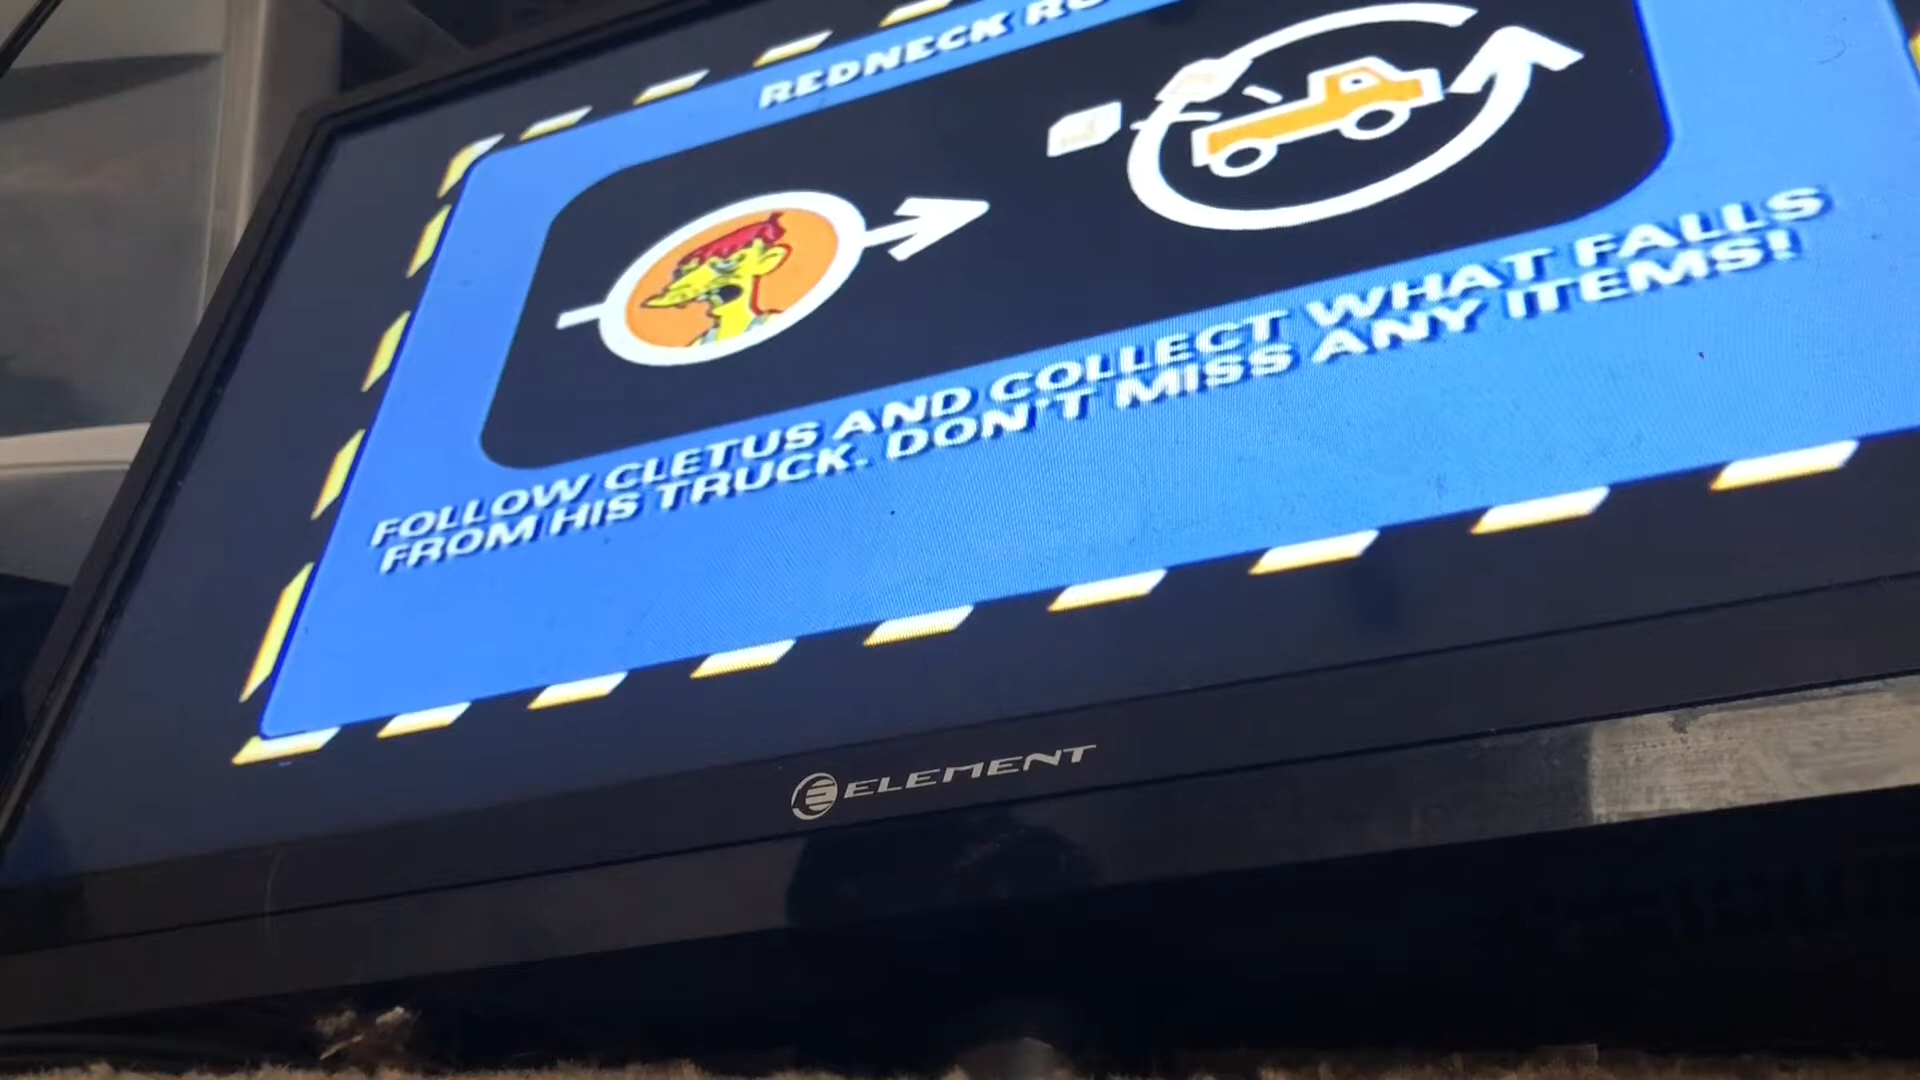 REDNECK
FOLLOW CLETUS AND COLLECT WHAT FALLS
FROM HIS TRUCK. DON'T MISS ANY ITEMS!
ELEMENT